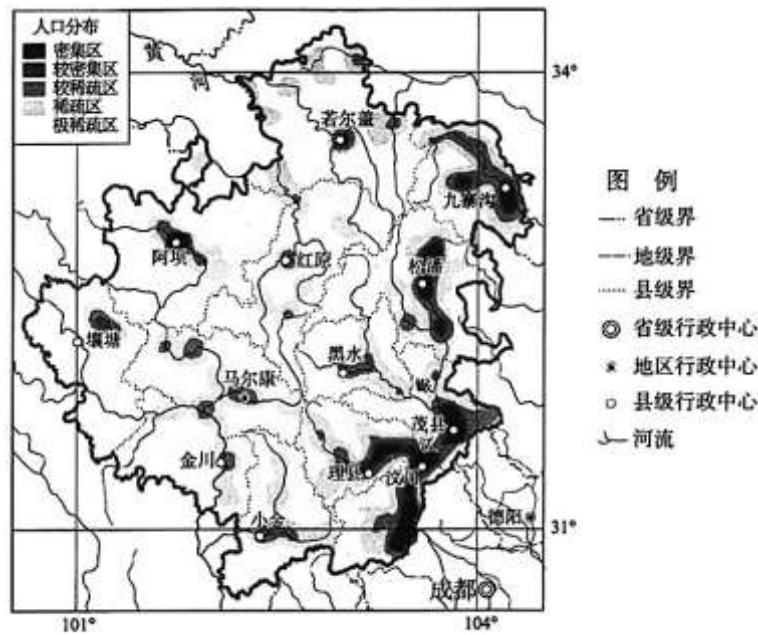 人口分布
密集区
较密集区
较稀疏区
稀疏区
极稀疏区
黄
河
34°
若尔盖
九寨沟
阿坝
红原
松潘
壤塘
黑水
马尔康
岷
茂县
江
金川
理县
汶川
小金
德阳
31°
成都
101°
104°
图 例
省级界
地级界
县级界
省级行政中心
地区行政中心
县级行政中心
河流